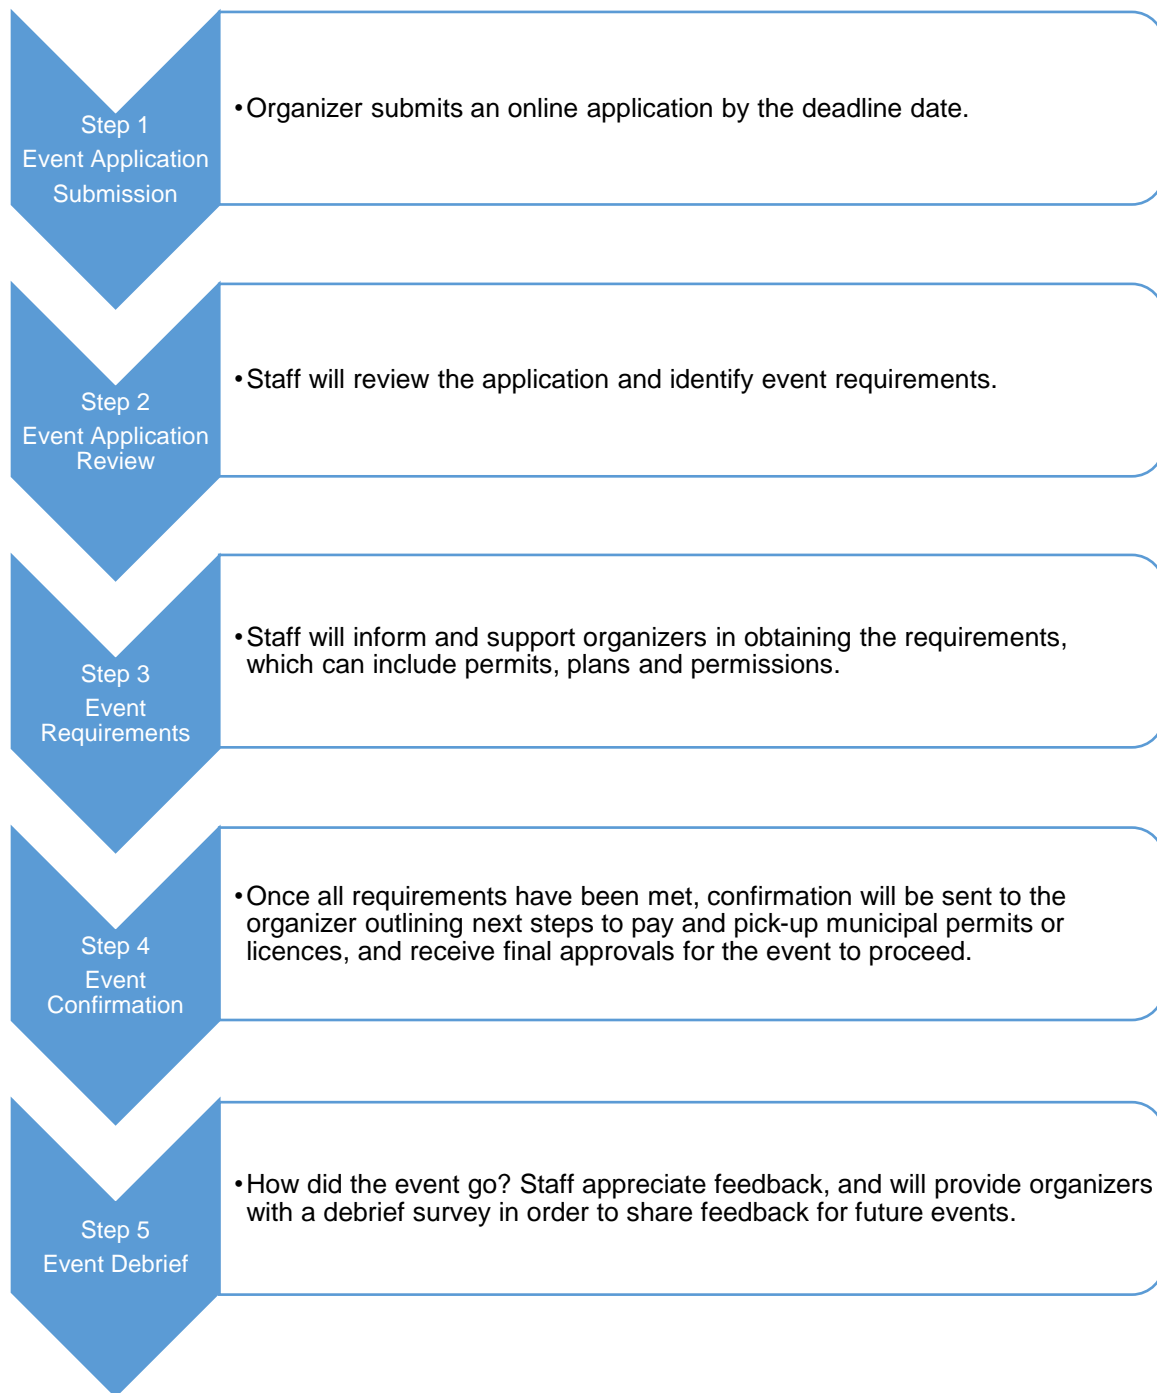 Step 1
Event Application
Submission
•Organizer submits an online application by the deadline date.
Step 2
Event Application
Review
•Staff will review the application and identify event requirements.
Step 3
Event
Requirements
•Staff will inform and support organizers in obtaining the requirements,
which can include permits, plans and permissions.
Step 4
Event
Confirmation
•Once all requirements have been met, confirmation will be sent to the
organizer outlining next steps to pay and pick-up municipal permits or
licences, and receive final approvals for the event to proceed.
Step 5
Event Debrief
•How did the event go? Staff appreciate feedback, and will provide organizers
with a debrief survey in order to share feedback for future events.